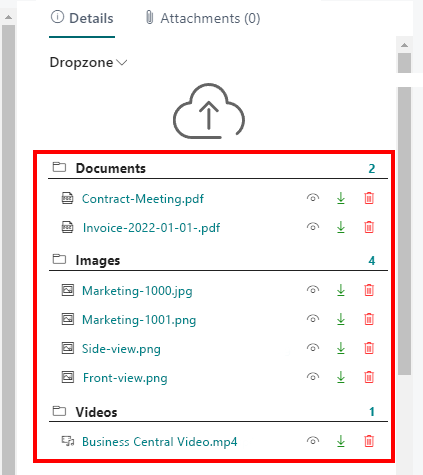 Details Attachments (0)
Dropzone
Documents 2
Contract-Meeting.pdf
Invoice-2022-01-01-.pdf
Images 4
Marketing-1000.jpg
Marketing-1001.png
Side-view.png
Front-view.png
Videos 1
Business Central Video.mp4